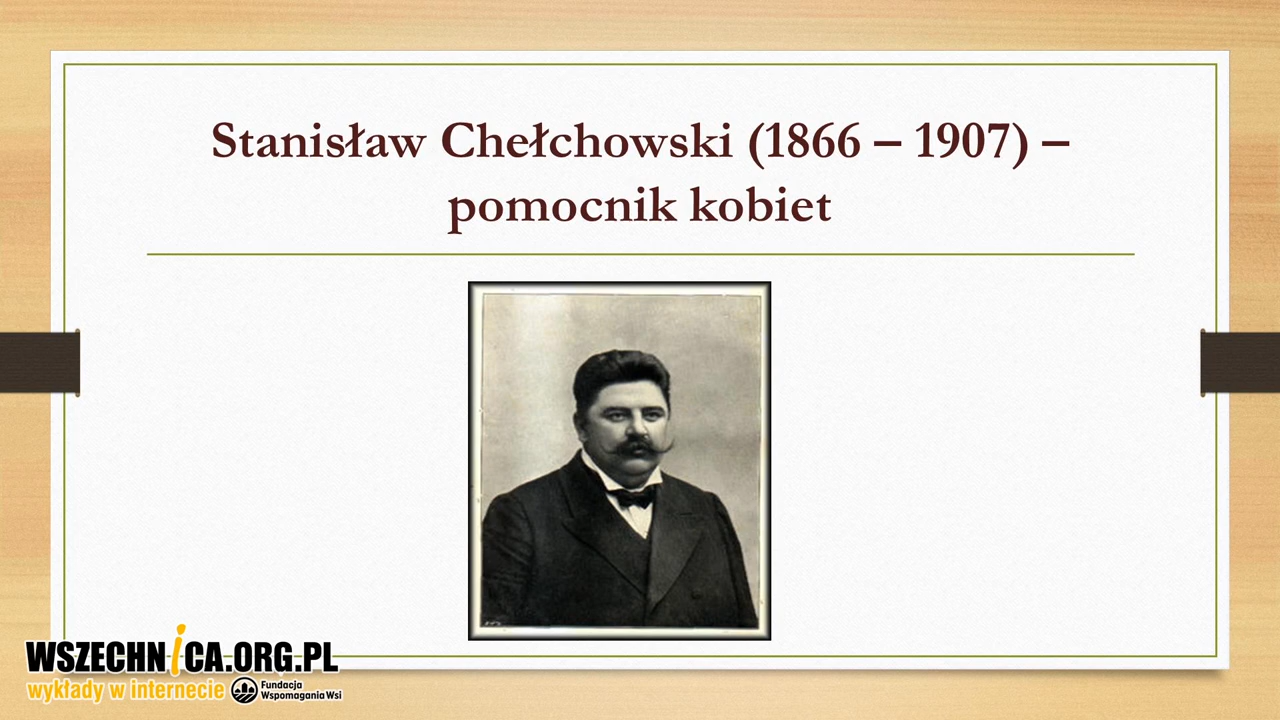 Stanisław Chełchowski (1866 – 1907) –
pomocnik kobiet
WSZECHNiCA.ORG.PL
wykłady w internecie
Fundacja
Wspomagania Wsi